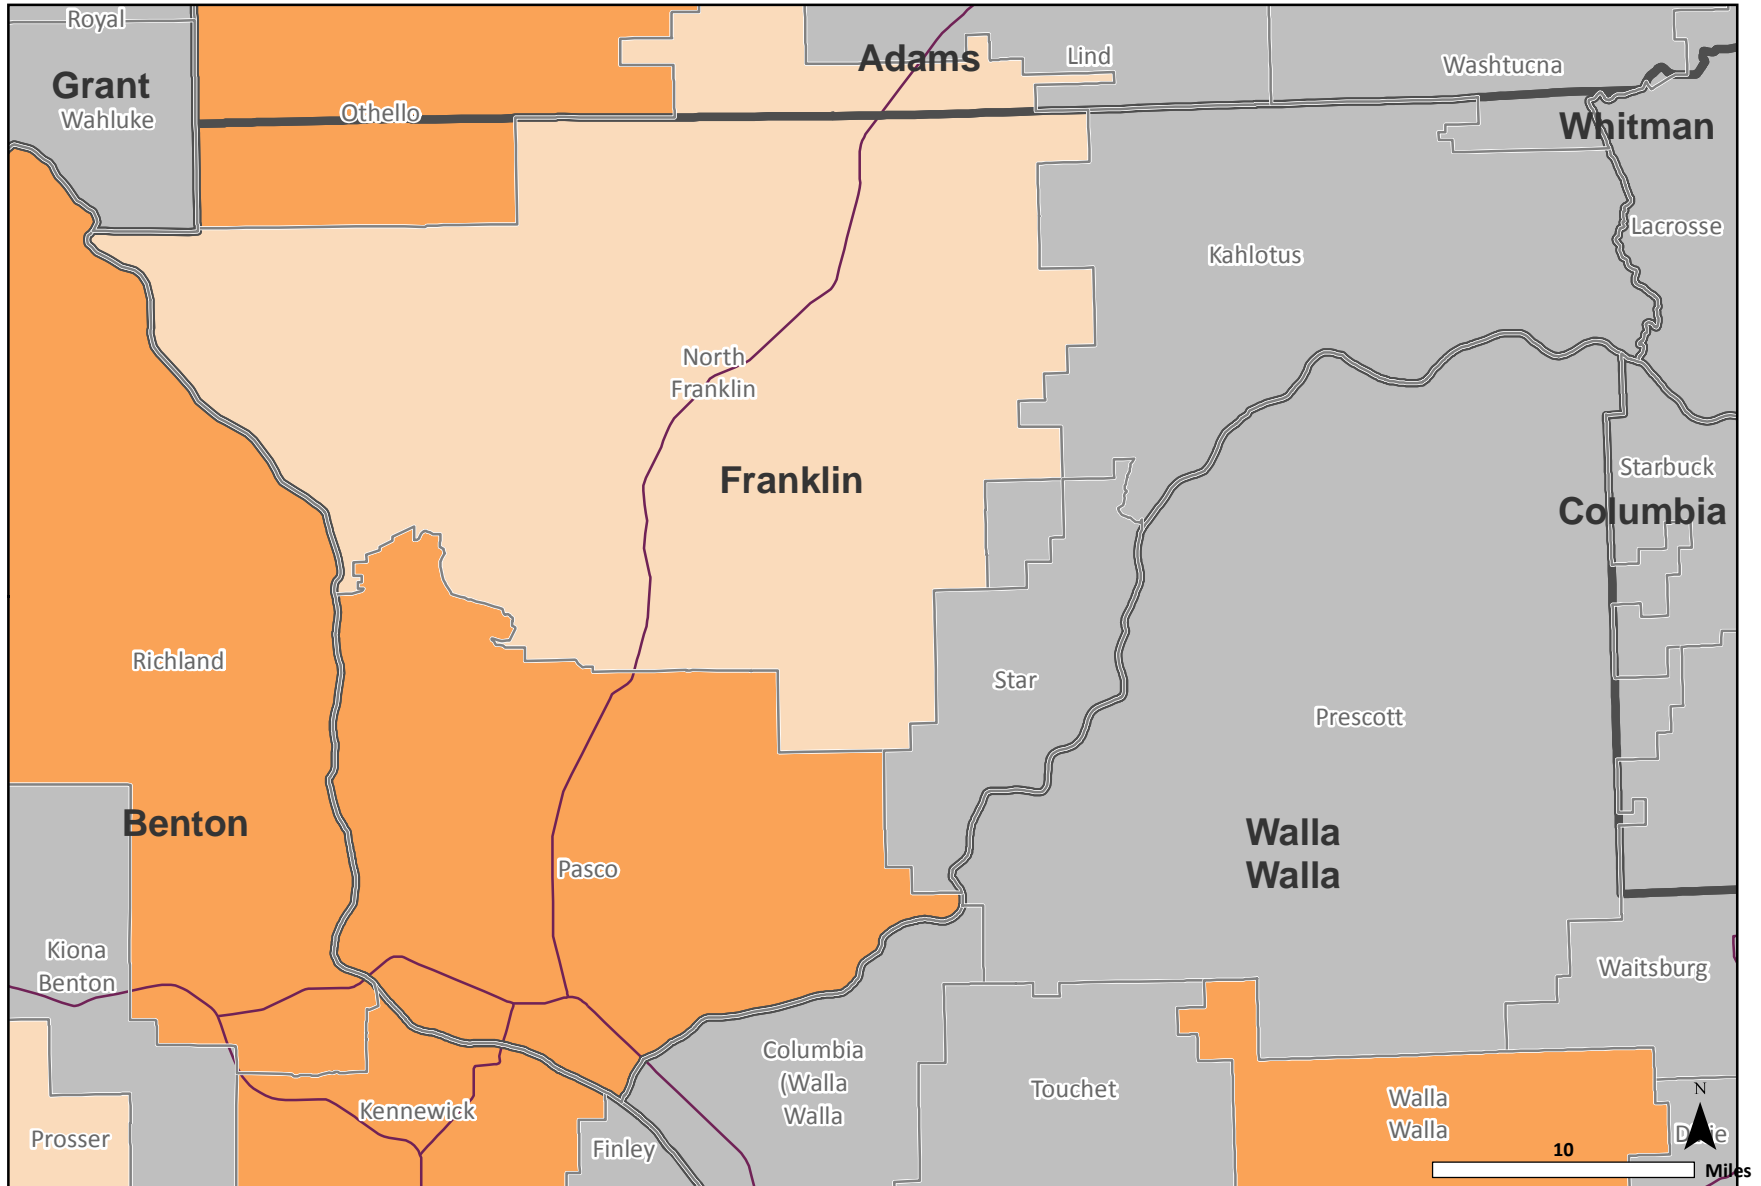 Royal
Grant
Wahluke
Othello
Adams
Lind
Washtucna
Whitman
Lacrosse
Kahlotus
North
Franklin
Franklin
Starbuck
Columbia
Richland
Star
Prescott
Benton
Walla
Walla
Pasco
Kiona
Benton
Waitsburg
Columbia
(Walla
Walla
Touchet
Kennewick
Walla
Walla
Prosser
Finley
N
10
Miles